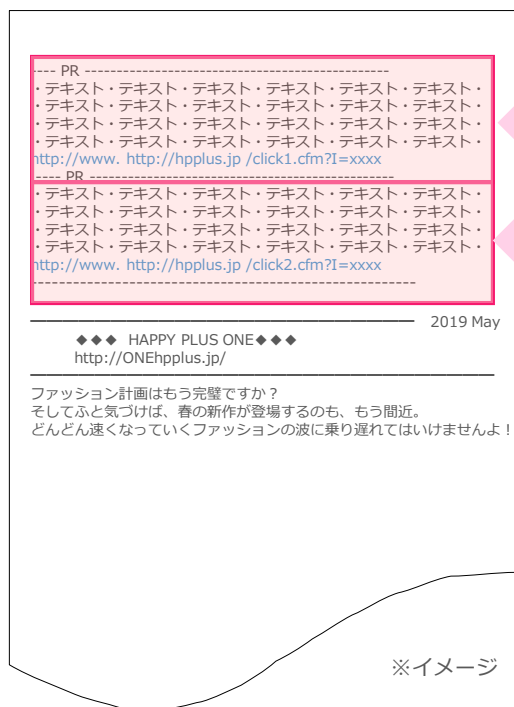 ---- PR -----------------------------------------------
・テキスト・テキスト・テキスト・テキスト・テキスト・テキスト・
・テキスト・テキスト・テキスト・テキスト・テキスト・テキスト・
・テキスト・テキスト・テキスト・テキスト・テキスト・テキスト・
・テキスト・テキスト・テキスト・テキスト・テキスト・テキスト・
http://www. http://hpplus.jp /click1.cfm?I=xxxx
---- PR -----------------------------------------------
・テキスト・テキスト・テキスト・テキスト・テキスト・テキスト・
・テキスト・テキスト・テキスト・テキスト・テキスト・テキスト・
・テキスト・テキスト・テキスト・テキスト・テキスト・テキスト・
・テキスト・テキスト・テキスト・テキスト・テキスト・テキスト・
http://www. http://hpplus.jp /click2.cfm?I=xxxx
-----------------------------------------------------------
━━━━━━━━━━━━━━━━━━━━━━━━ 2019 May
◆◆◆ HAPPY PLUS ONE◆◆◆
http://ONEhpplus.jp/
━━━━━━━━━━━━━━━━━━━━━━━━━━━━━
ファッション計画はもう完璧ですか？
そしてふと気づけば、春の新作が登場するのも、もう間近。
どんどん速くなっていくファッションの波に乗り遅れてはいけませんよ！
※イメージ